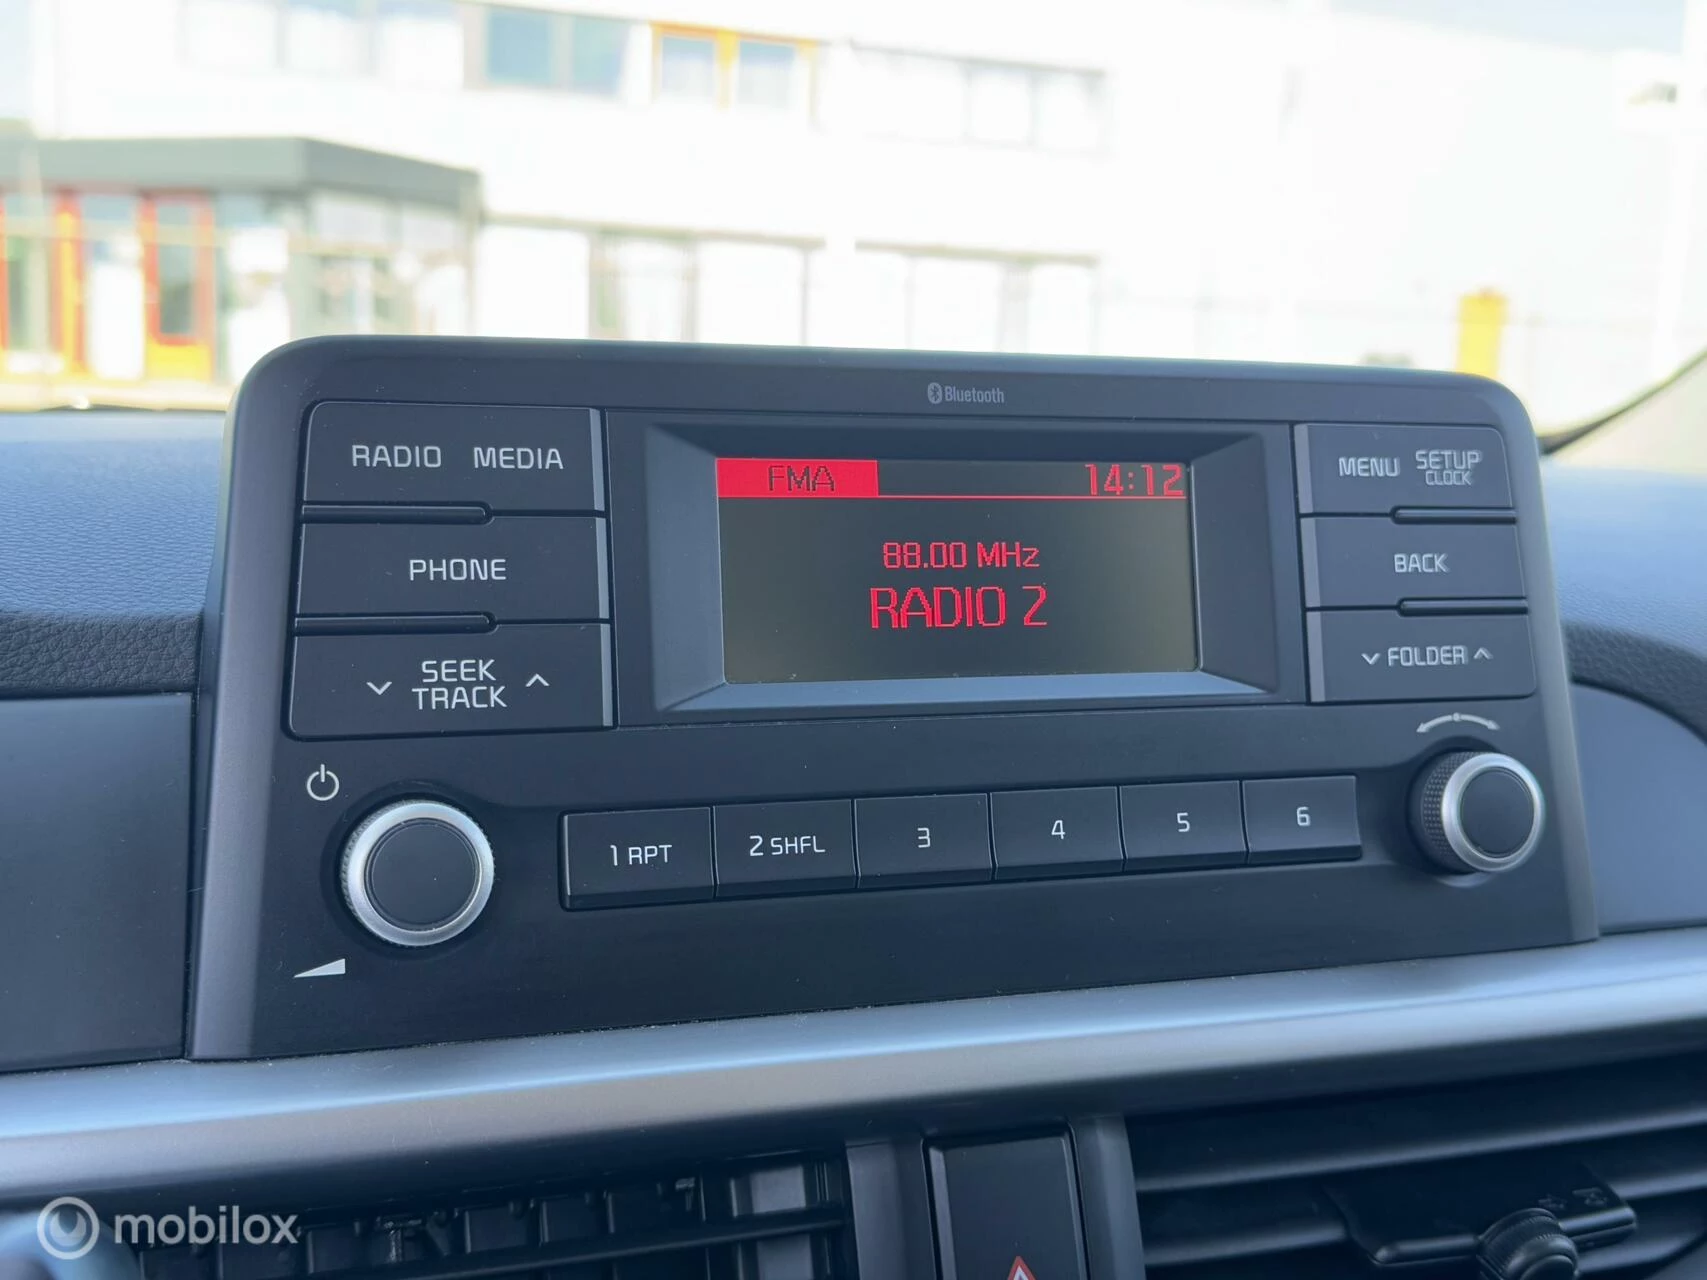 Bluetooth
RADIO MEDIA
PHONE
SEEK
TRACK
FMA 14:12
88.00 MHz
RADIO 2
MENU SETUP
CLOCK
BACK
FOLDER
1 RPT 2 SHFL 3 4 5 6
mobilox